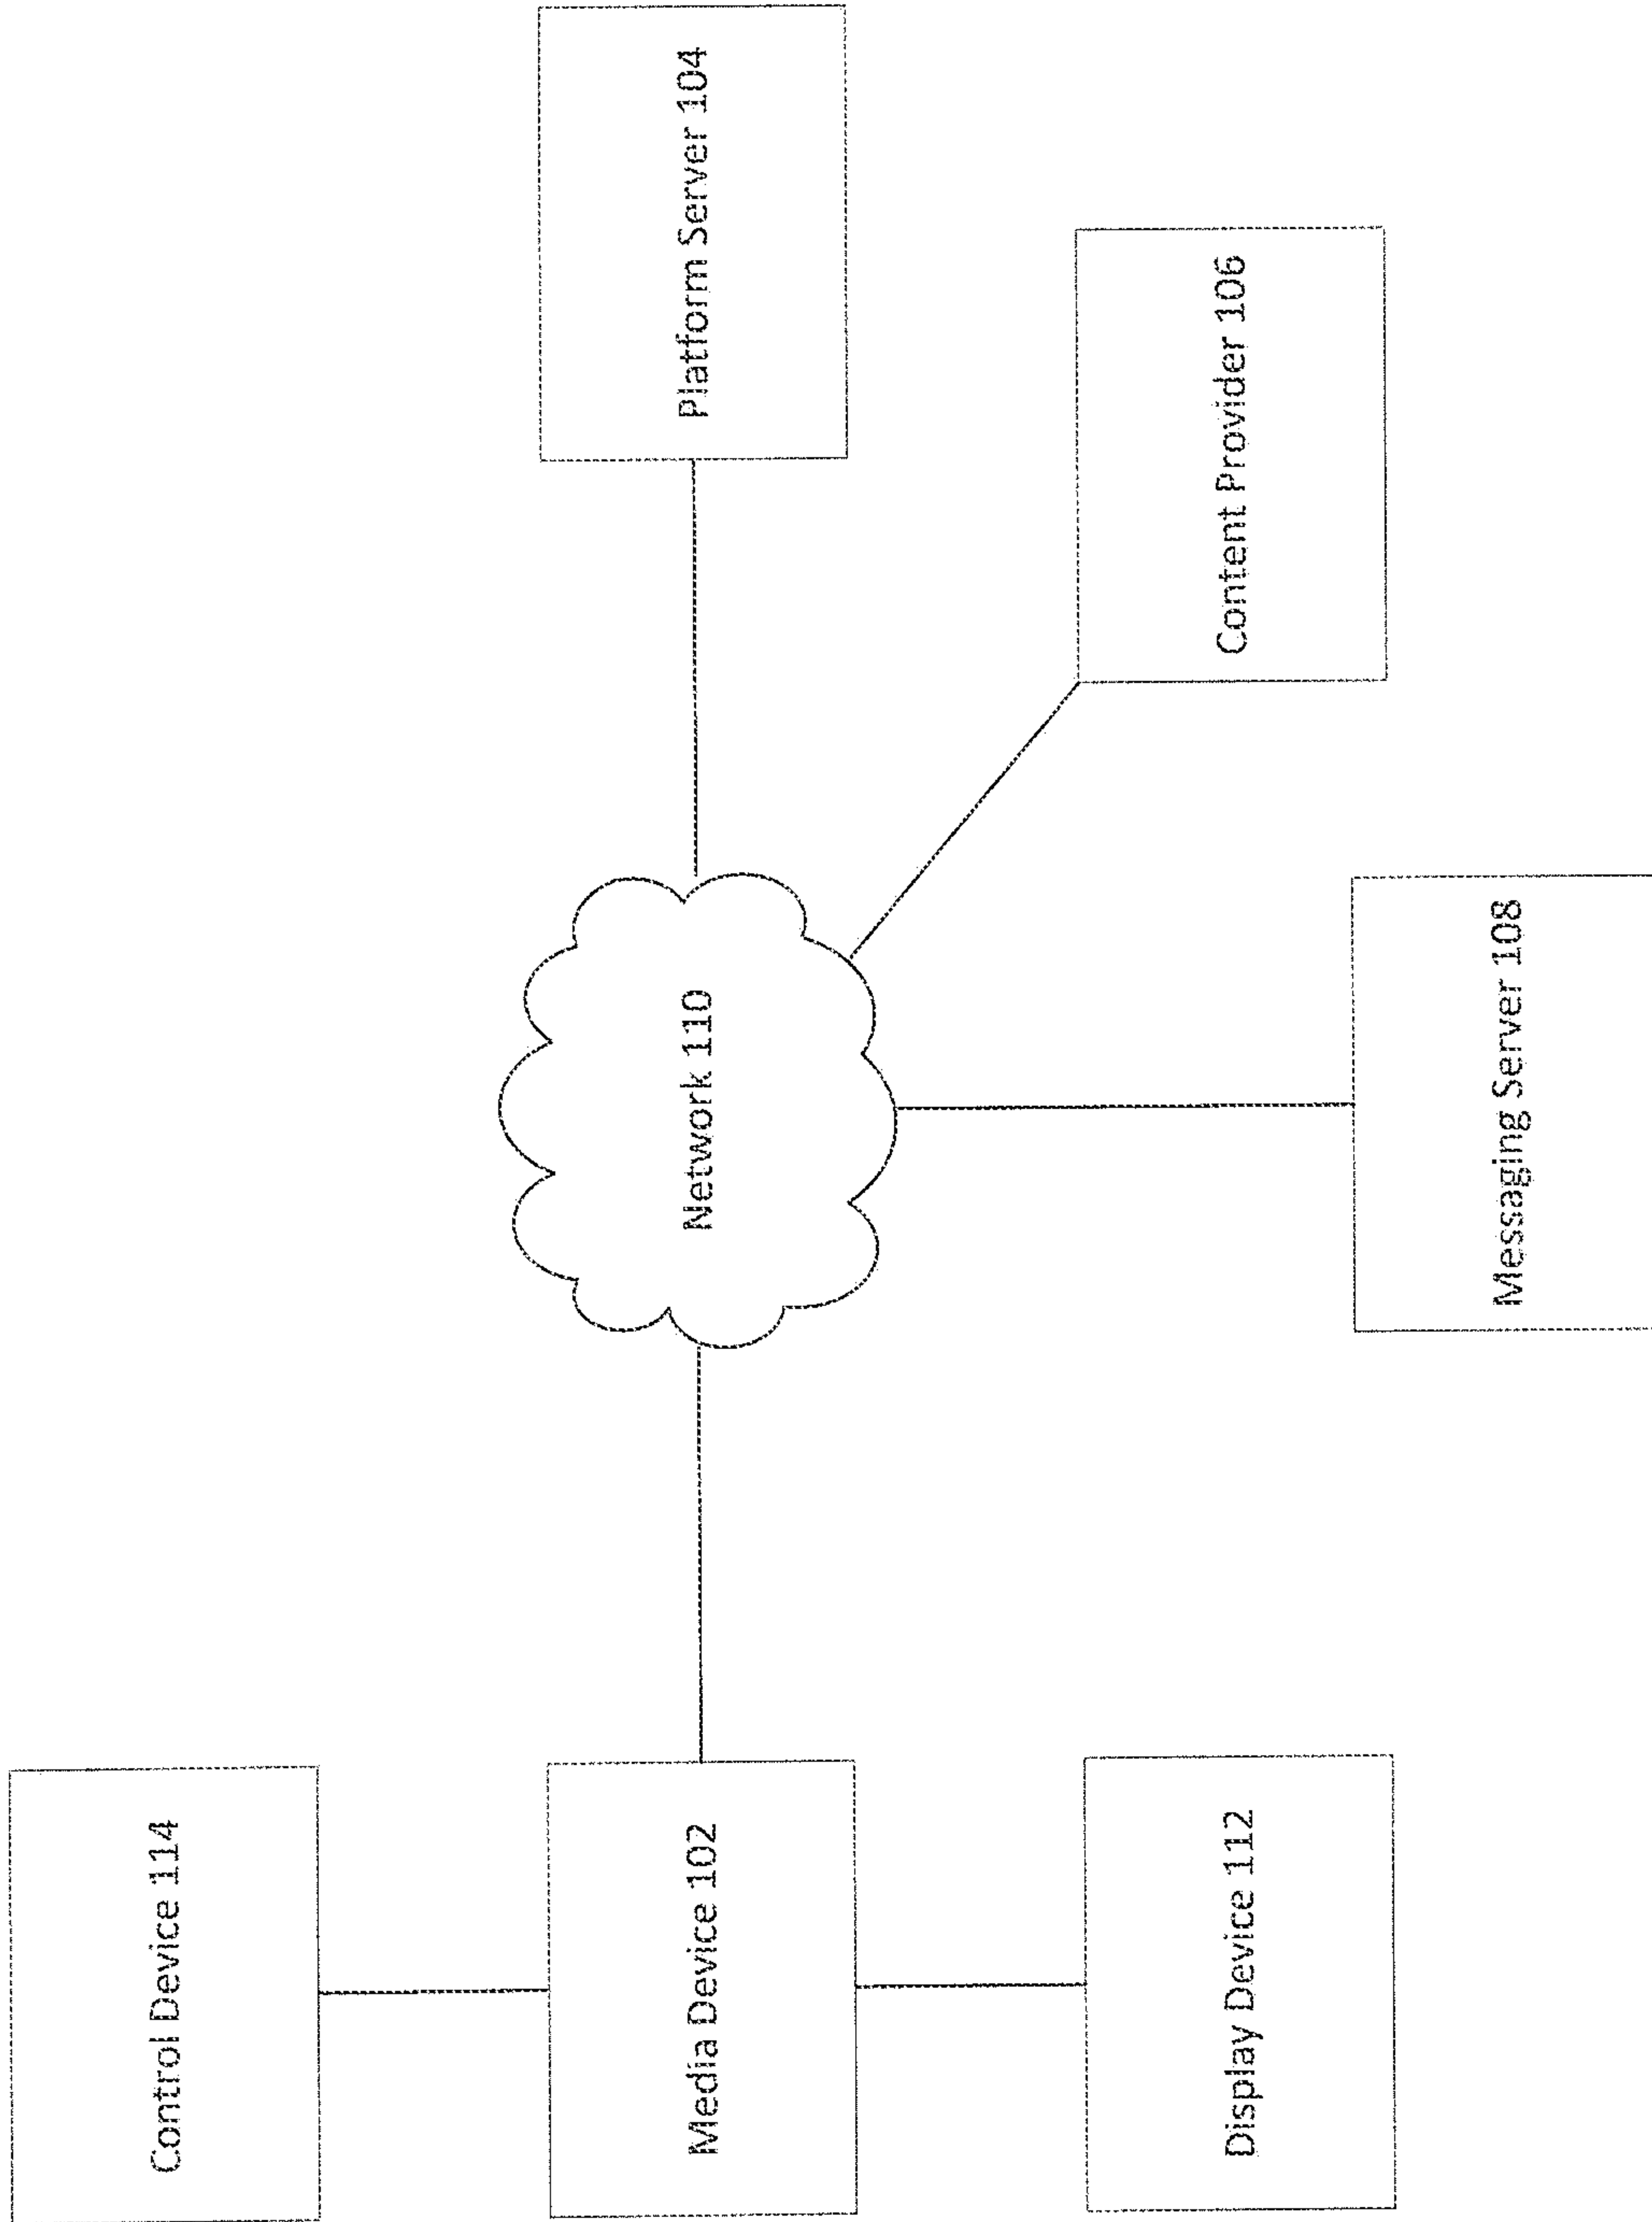 Control Device 114
Media Device 102
Display Device 112
Network 110
Platform Server 104
Content Provider 106
Messaging Server 108